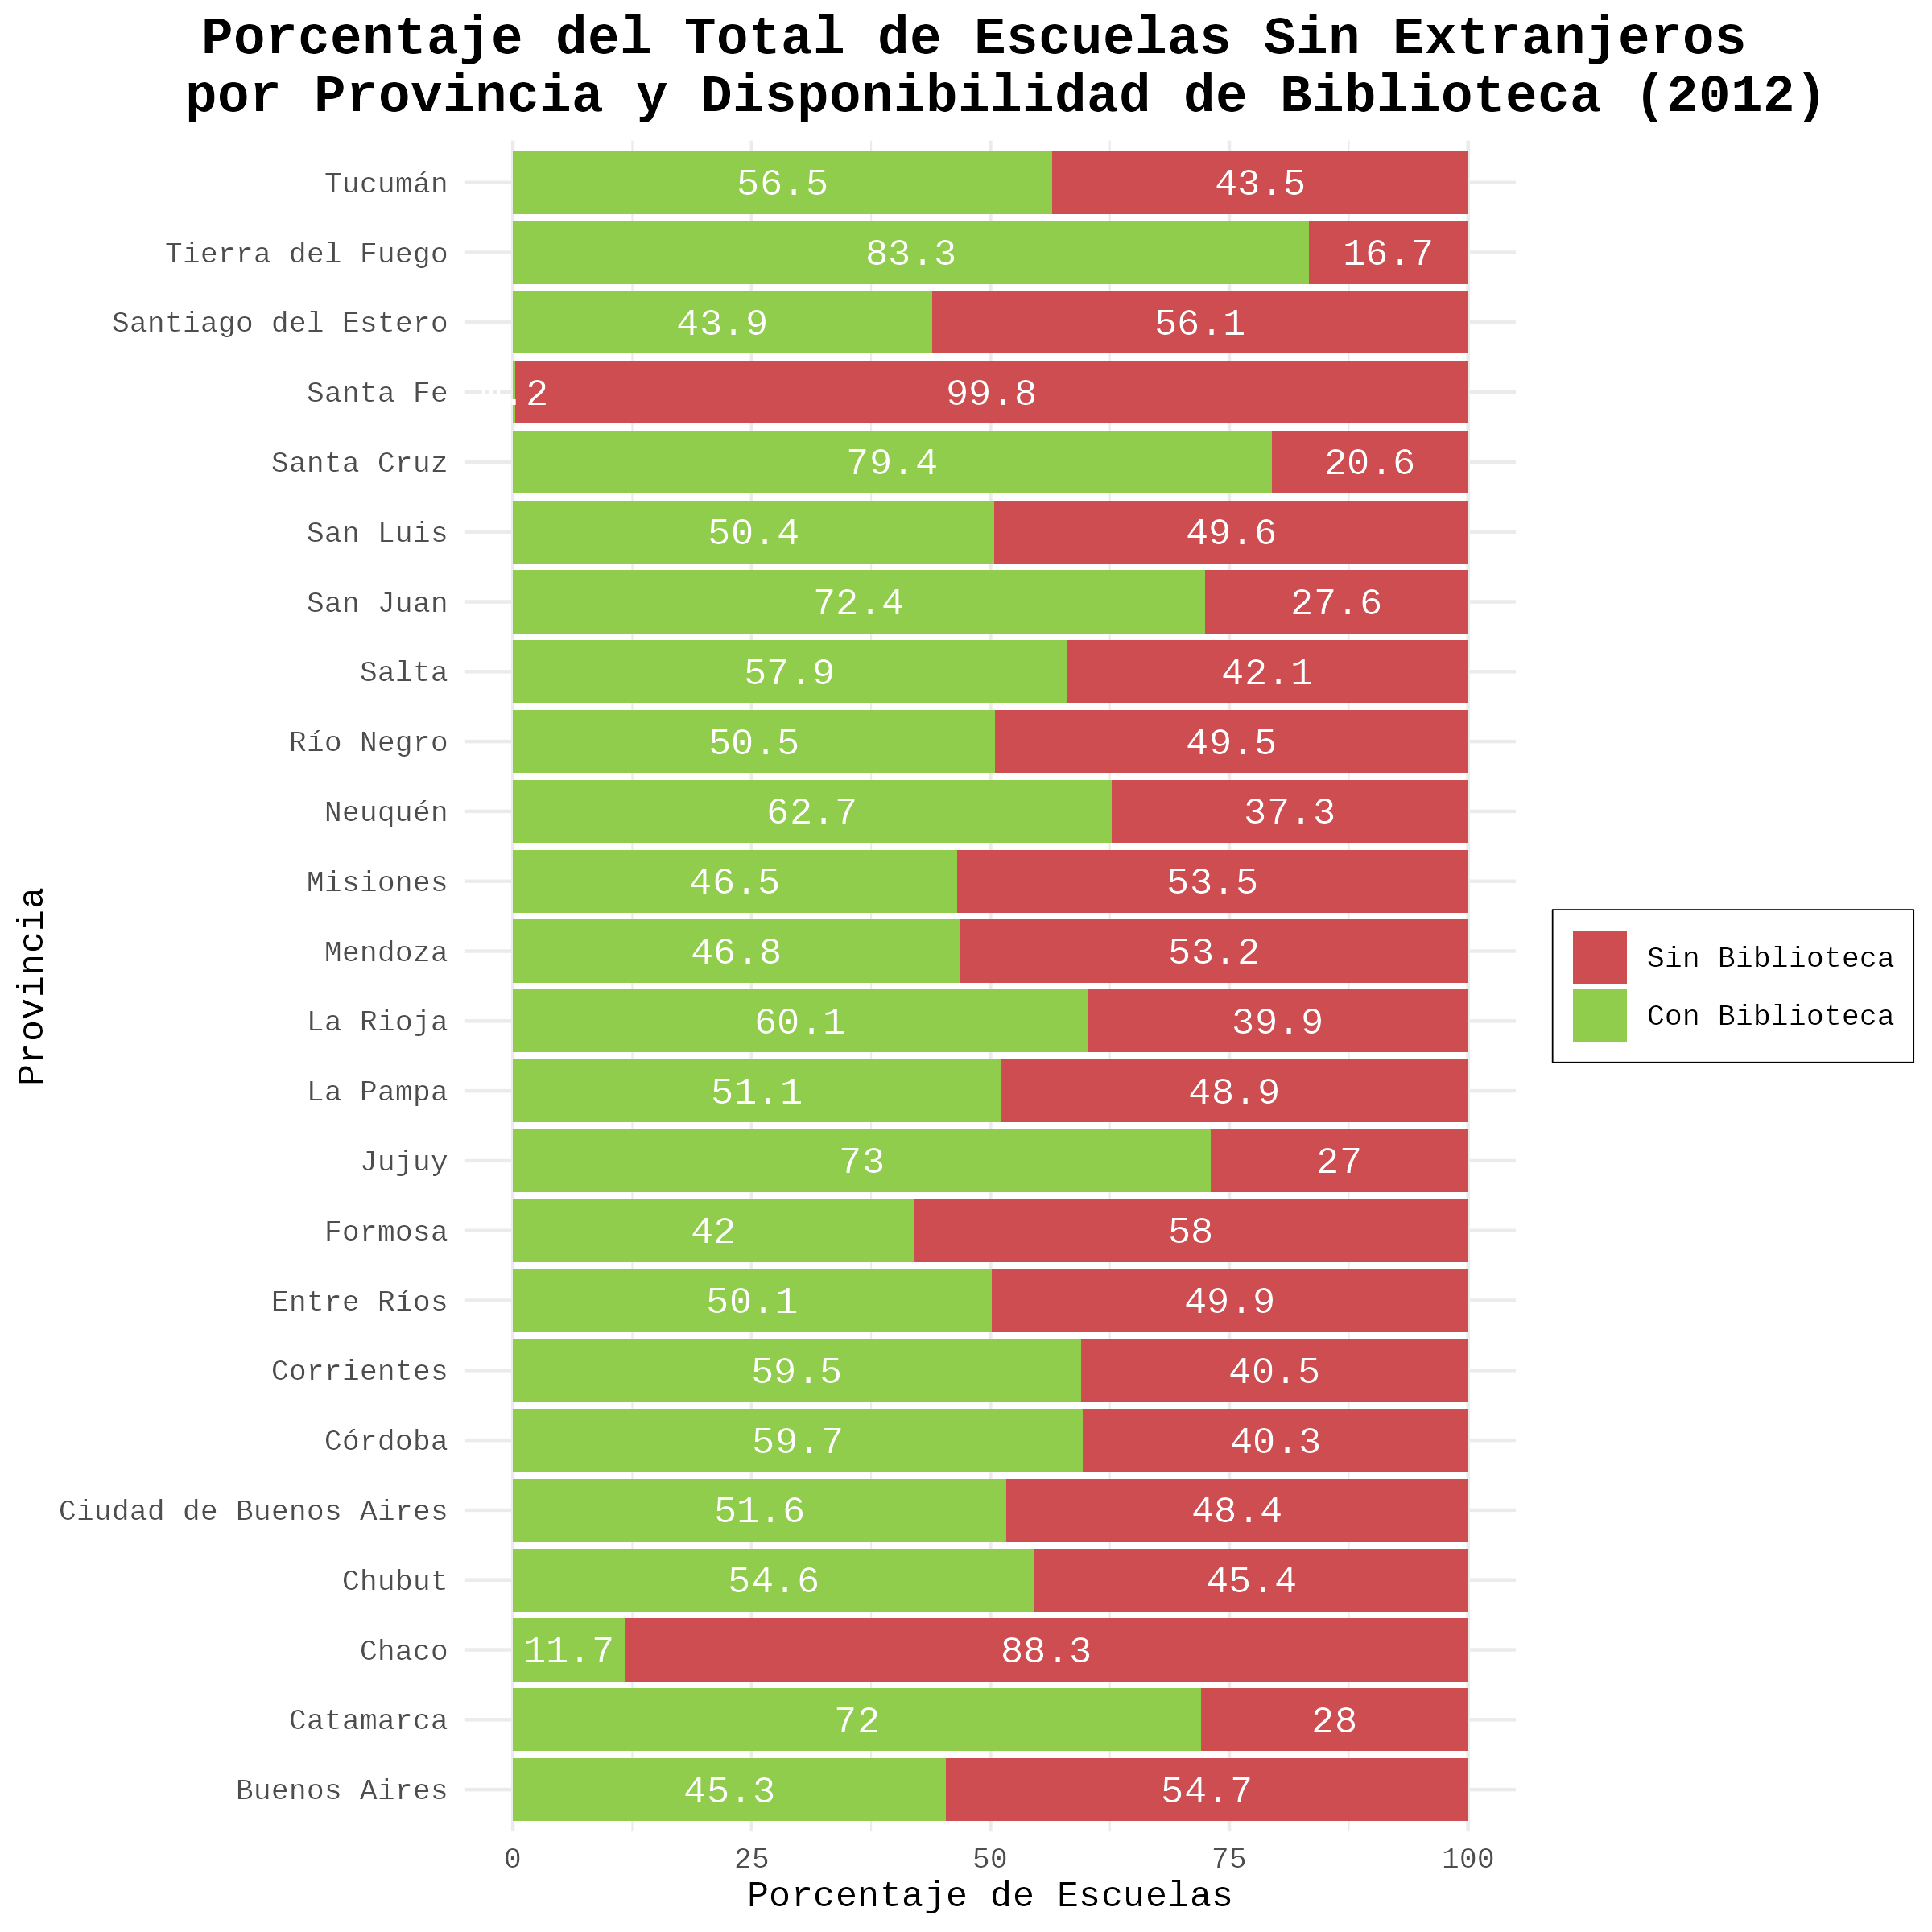 Porcentaje del Total de Escuelas Sin Extranjeros
por Provincia y Disponibilidad de Biblioteca (2012)
Tucumán 56.5 43.5
Tierra del Fuego 83.3 16.7
Santiago del Estero 43.9 56.1
Santa Fe .2 99.8
Santa Cruz 79.4 20.6
San Luis 50.4 49.6
San Juan 72.4 27.6
Salta 57.9 42.1
Río Negro 50.5 49.5
Neuquén 62.7 37.3
Misiones 46.5 53.5
Mendoza 46.8 53.2
La Rioja 60.1 39.9
La Pampa 51.1 48.9
Jujuy 73 27
Formosa 42 58
Entre Ríos 50.1 49.9
Corrientes 59.5 40.5
Córdoba 59.7 40.3
Ciudad de Buenos Aires 51.6 48.4
Chubut 54.6 45.4
Chaco 11.7 88.3
Catamarca 72 28
Buenos Aires 45.3 54.7
0 25 50 75 100
Porcentaje de Escuelas
Provincia
Sin Biblioteca
Con Biblioteca